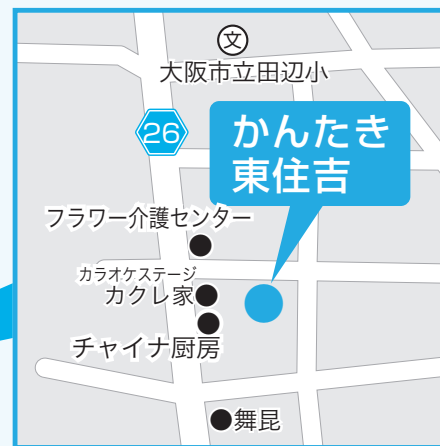 文
大阪市立田辺小
26
かんたき
東住吉
フラワー介護センター
カラオケステージ
カクレ家
チャイナ厨房
舞昆